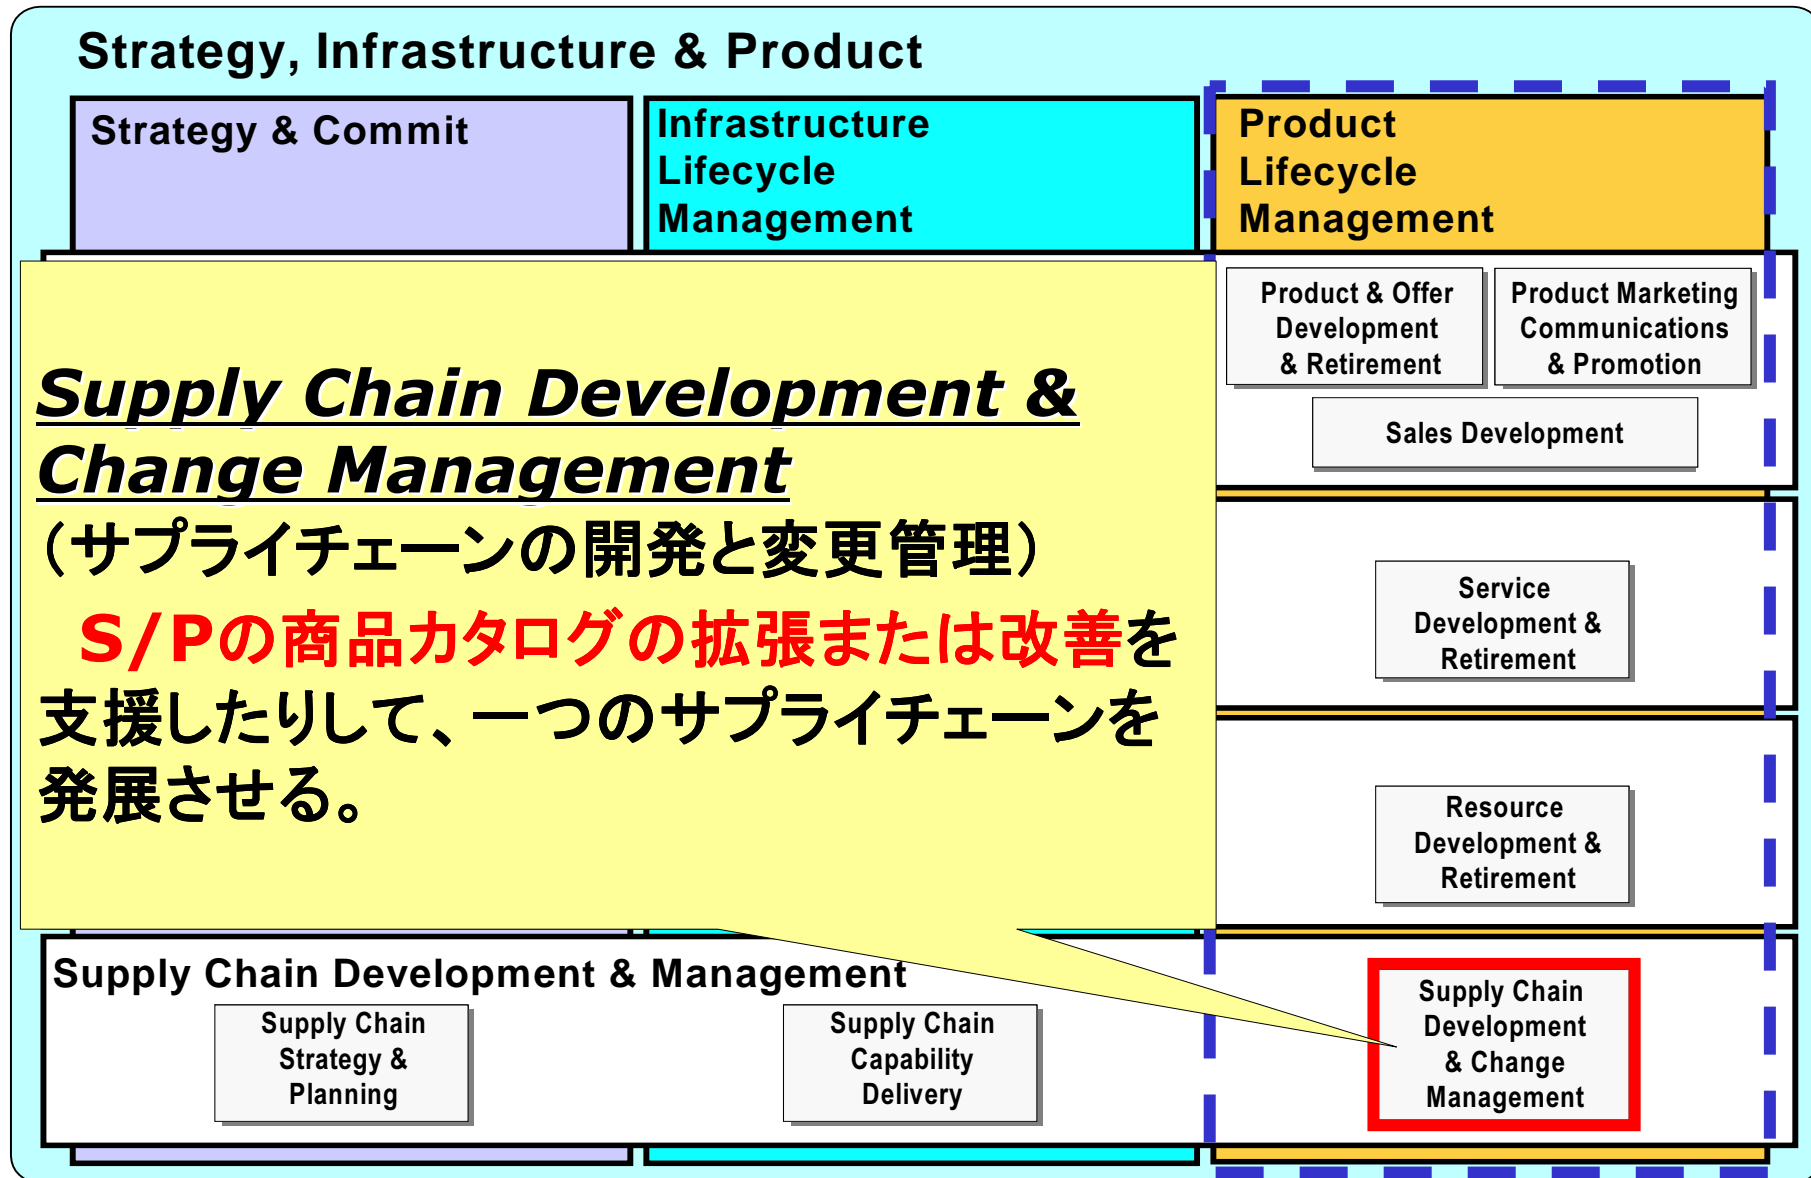 Strategy, Infrastructure & Product
Strategy & Commit
Infrastructure
Lifecycle
Management
Product
Lifecycle
Management
Supply Chain Development &
Change Management
（サプライチェーンの開発と変更管理）
S/Pの商品カタログの拡張または改善を
支援したりして、一つのサプライチェーンを
発展させる。
Product & Offer
Development
& Retirement
Product Marketing
Communications
& Promotion
Sales Development
Service
Development &
Retirement
Resource
Development &
Retirement
Supply Chain Development & Management
Supply Chain
Strategy &
Planning
Supply Chain
Capability
Delivery
Supply Chain
Development
& Change
Management